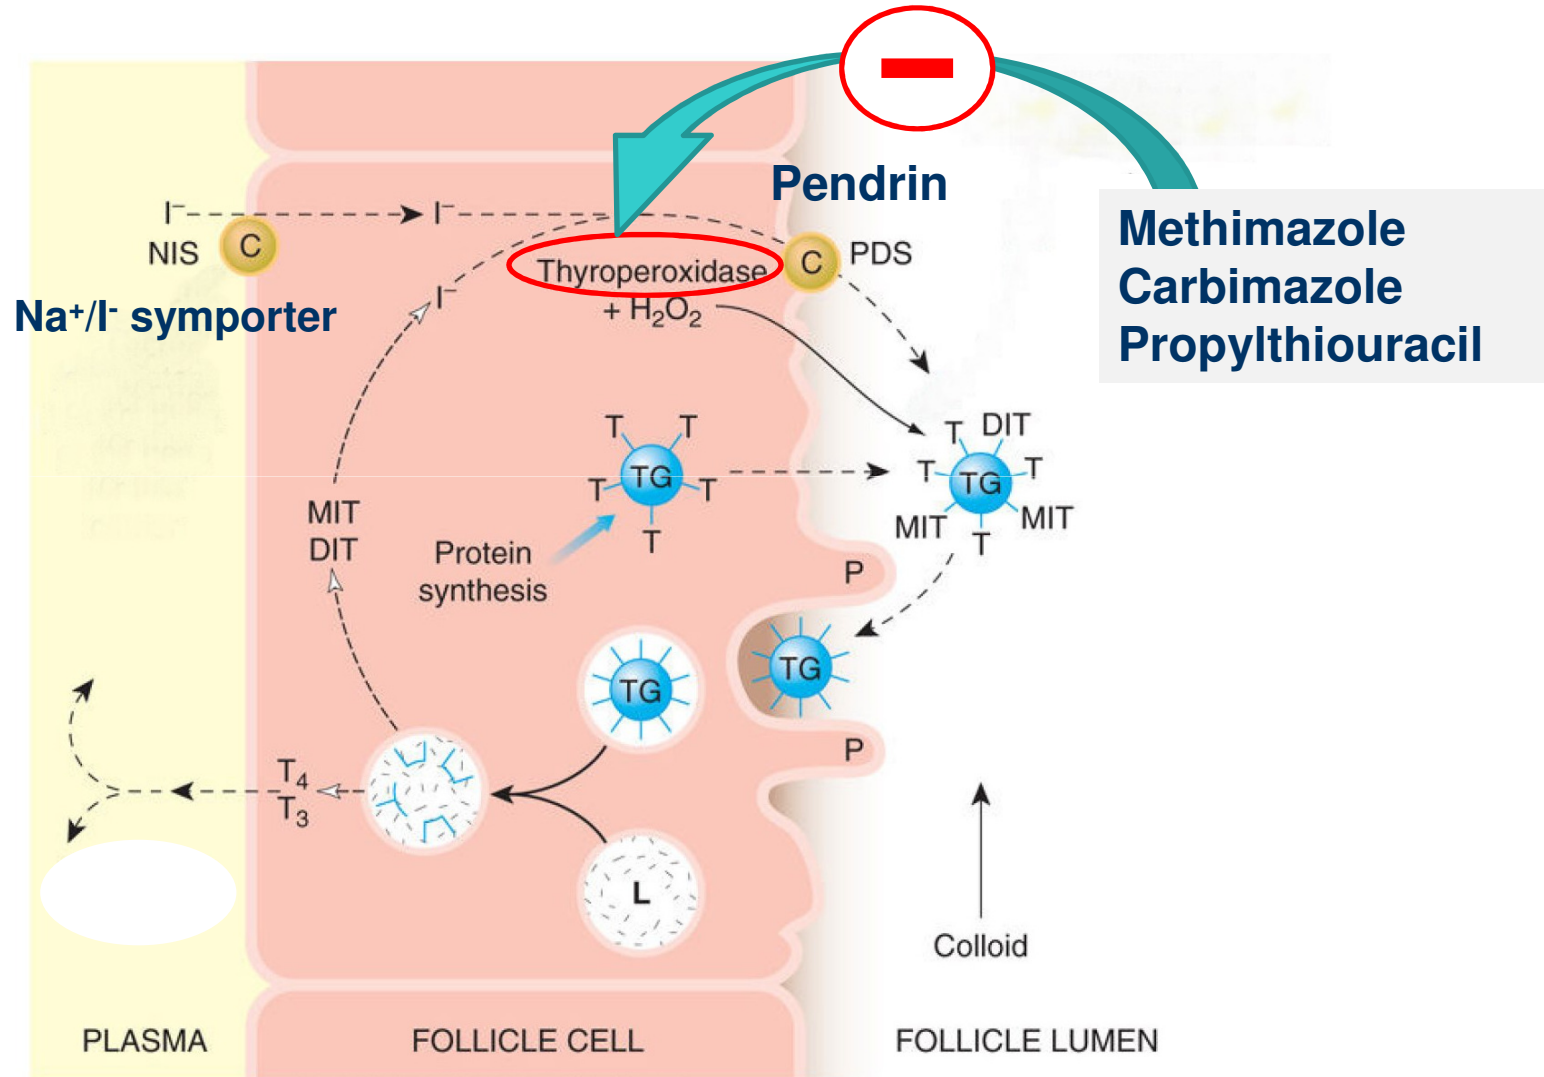 Pendrin
Methimazole
Carbimazole
Propylthiouracil
I⁻
I⁻
NIS
C
Thyroperoxidase
+ H₂O₂
C
PDS
Na⁺/I⁻ symporter
I⁻
T T
TG
T T
T
T DIT
T TG T
MIT MIT
T
MIT
DIT
Protein
synthesis
P
TG
TG
P
T₄
T₃
L
Colloid
PLASMA
FOLLICLE CELL
FOLLICLE LUMEN